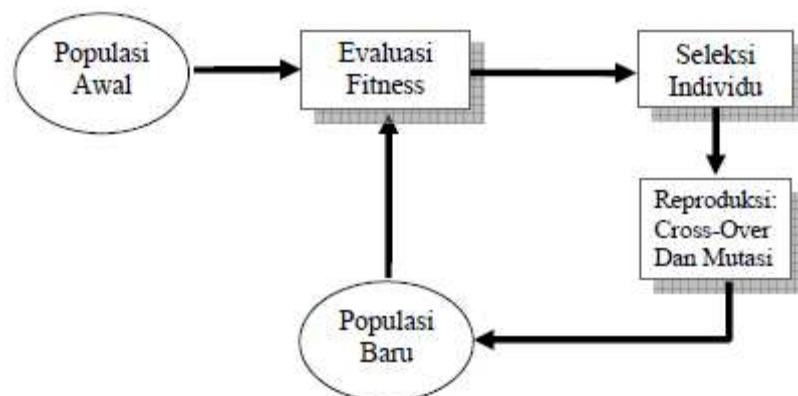 Populasi
Awal
Evaluasi
Fitness
Seleksi
Individu
Reproduksi:
Cross-Over
Dan Mutasi
Populasi
Baru